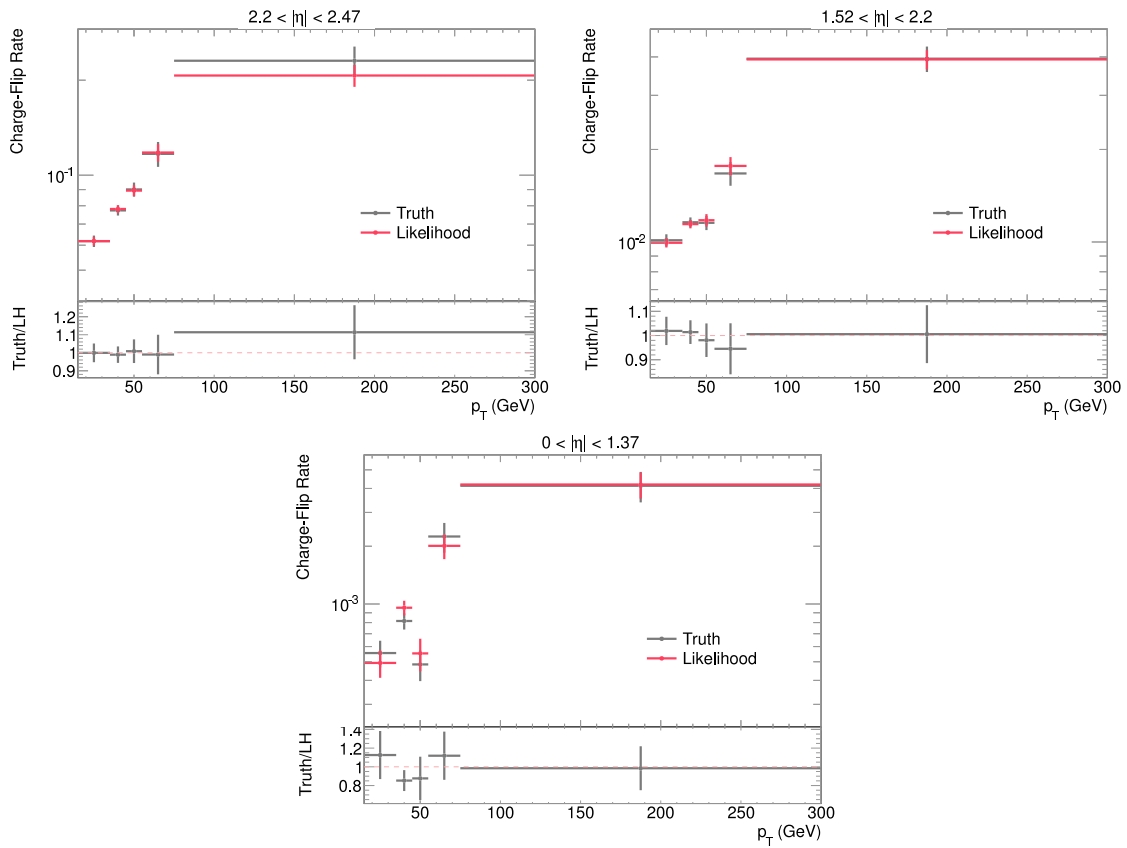 2.2 < |η| < 2.47
Charge-Flip Rate
10^-1
Truth
Likelihood
Truth/LH
1.2
1.1
1
0.9
50 100 150 200 250 300
p_T (GeV)
1.52 < |η| < 2.2
Charge-Flip Rate
10^-2
Truth
Likelihood
Truth/LH
1.1
1
0.9
50 100 150 200 250 300
p_T (GeV)
0 < |η| < 1.37
Charge-Flip Rate
10^-3
Truth
Likelihood
Truth/LH
1.4
1.2
1
0.8
50 100 150 200 250 300
p_T (GeV)